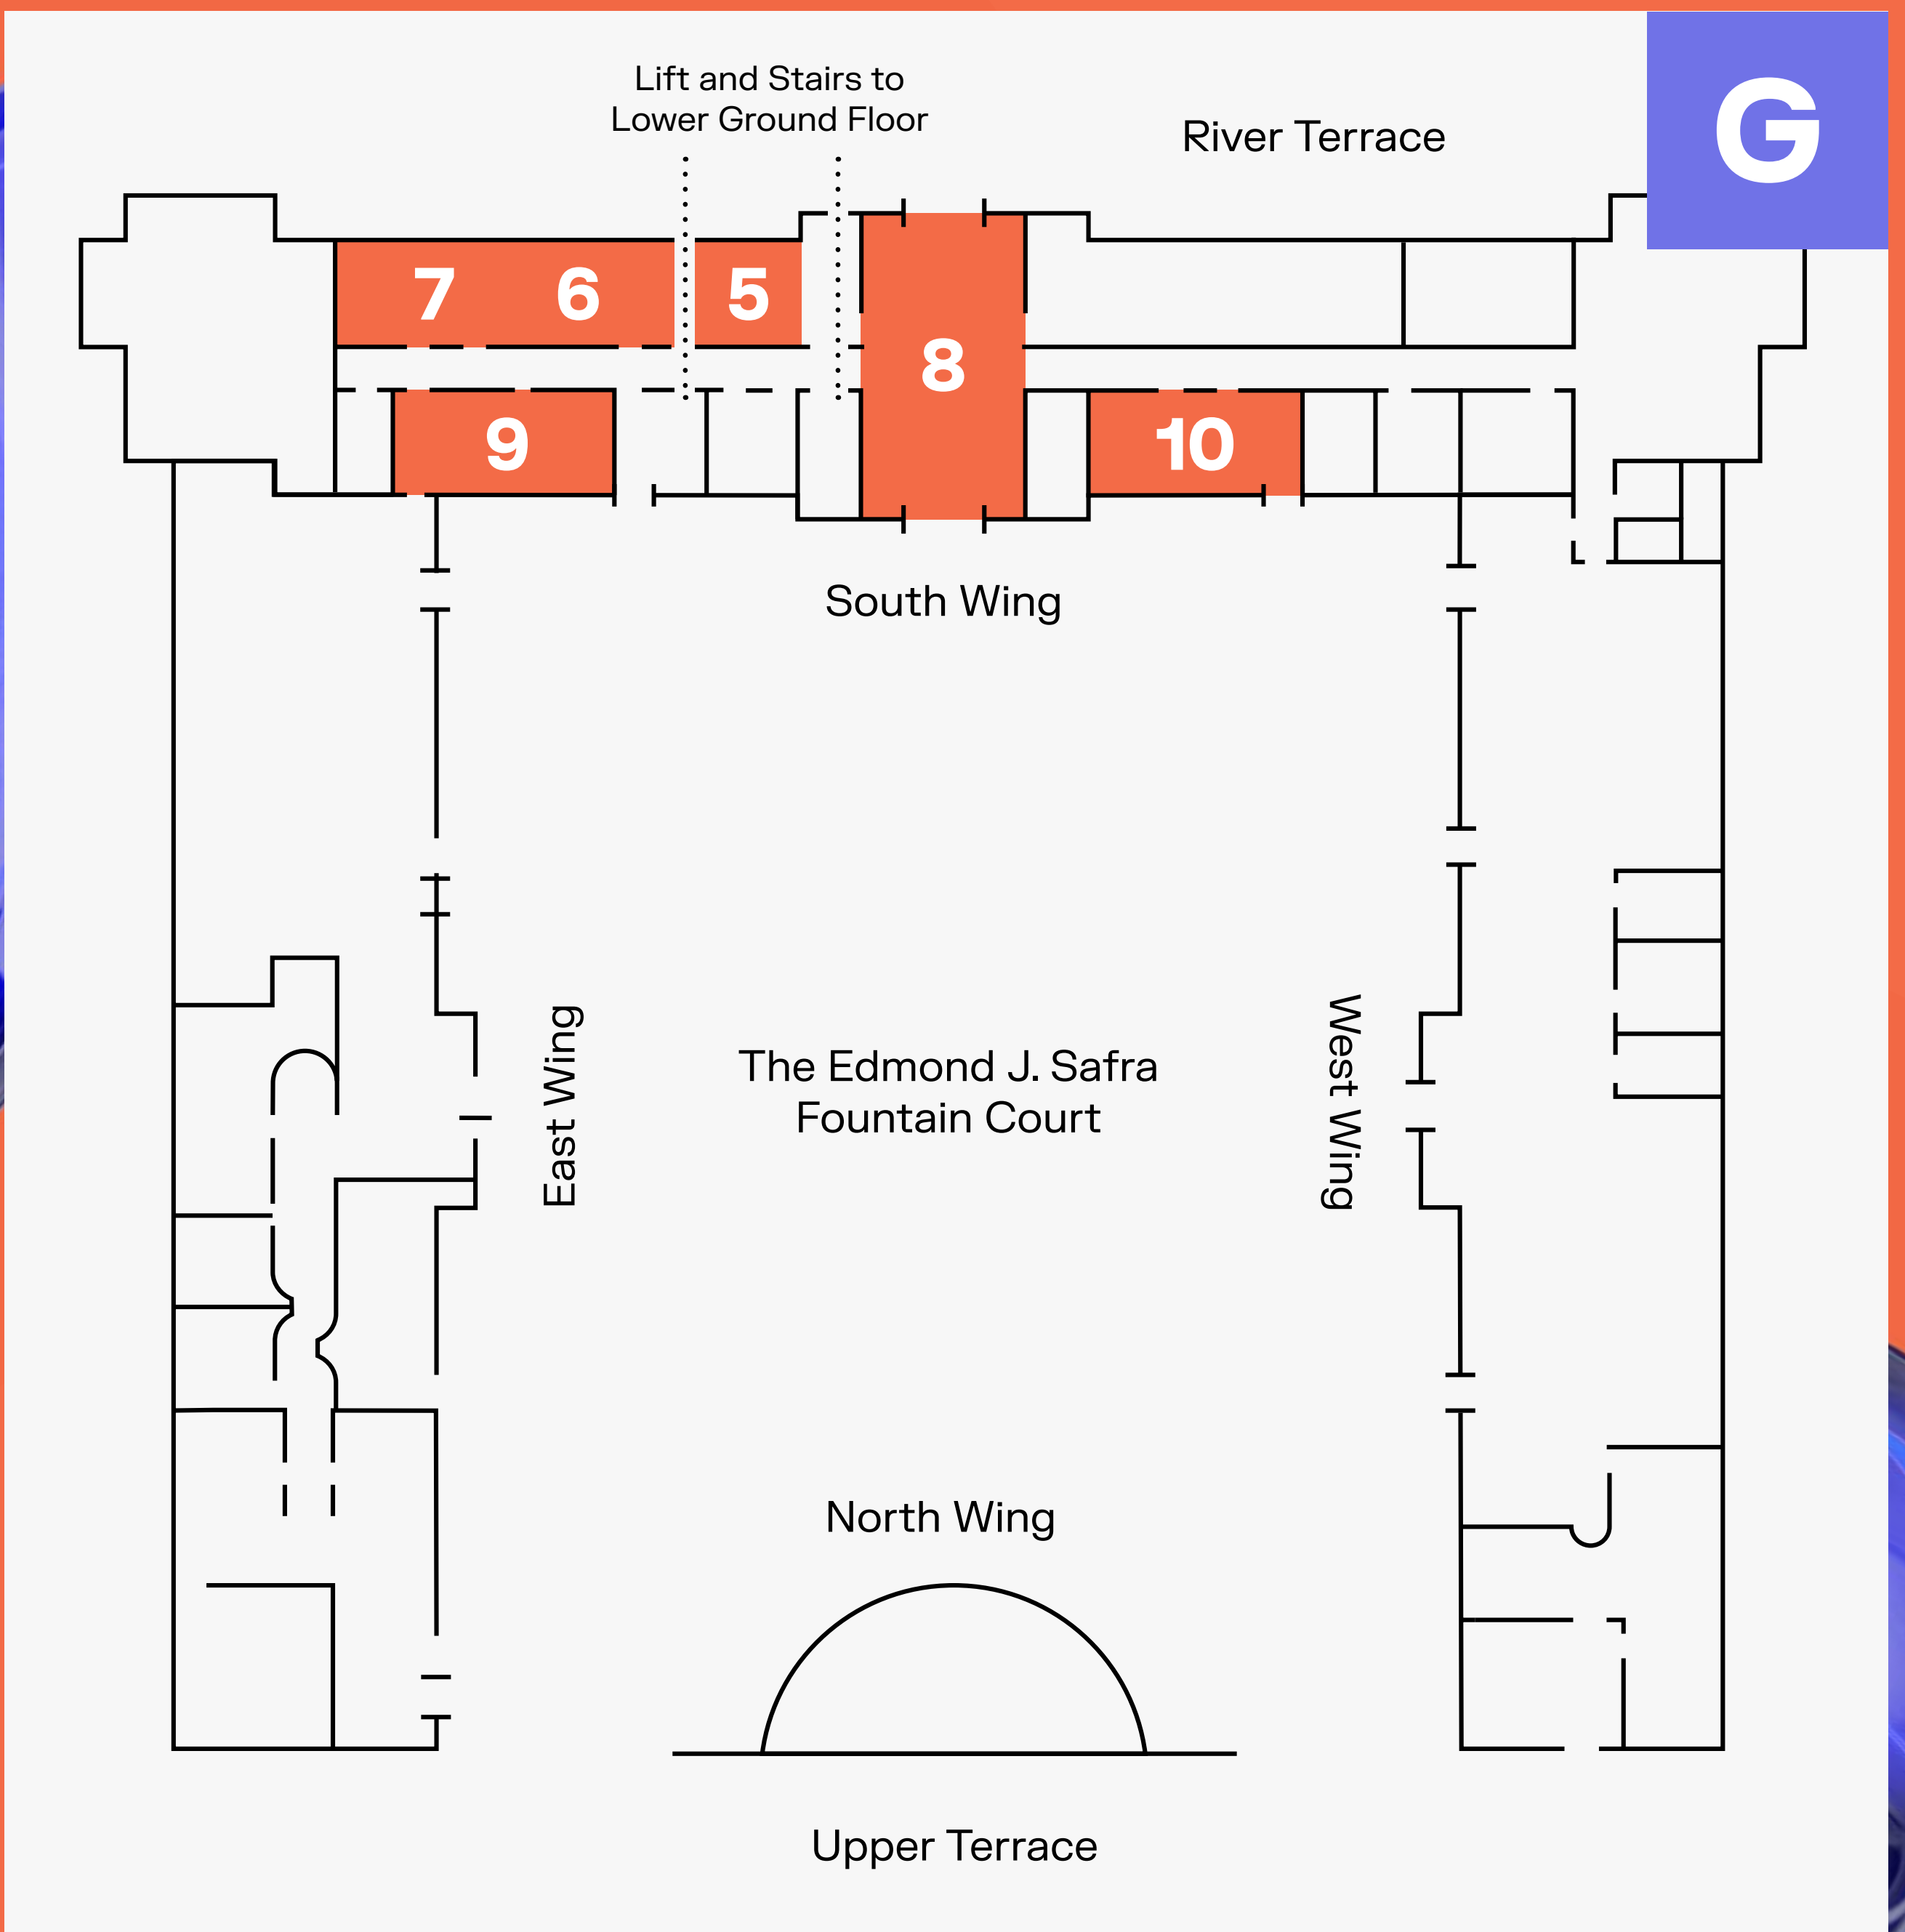 Lift and Stairs to
Lower Ground Floor
River Terrace
G
7 6 5
8
9
10
South Wing
East Wing
The Edmond J. Safra
Fountain Court
West Wing
North Wing
Upper Terrace